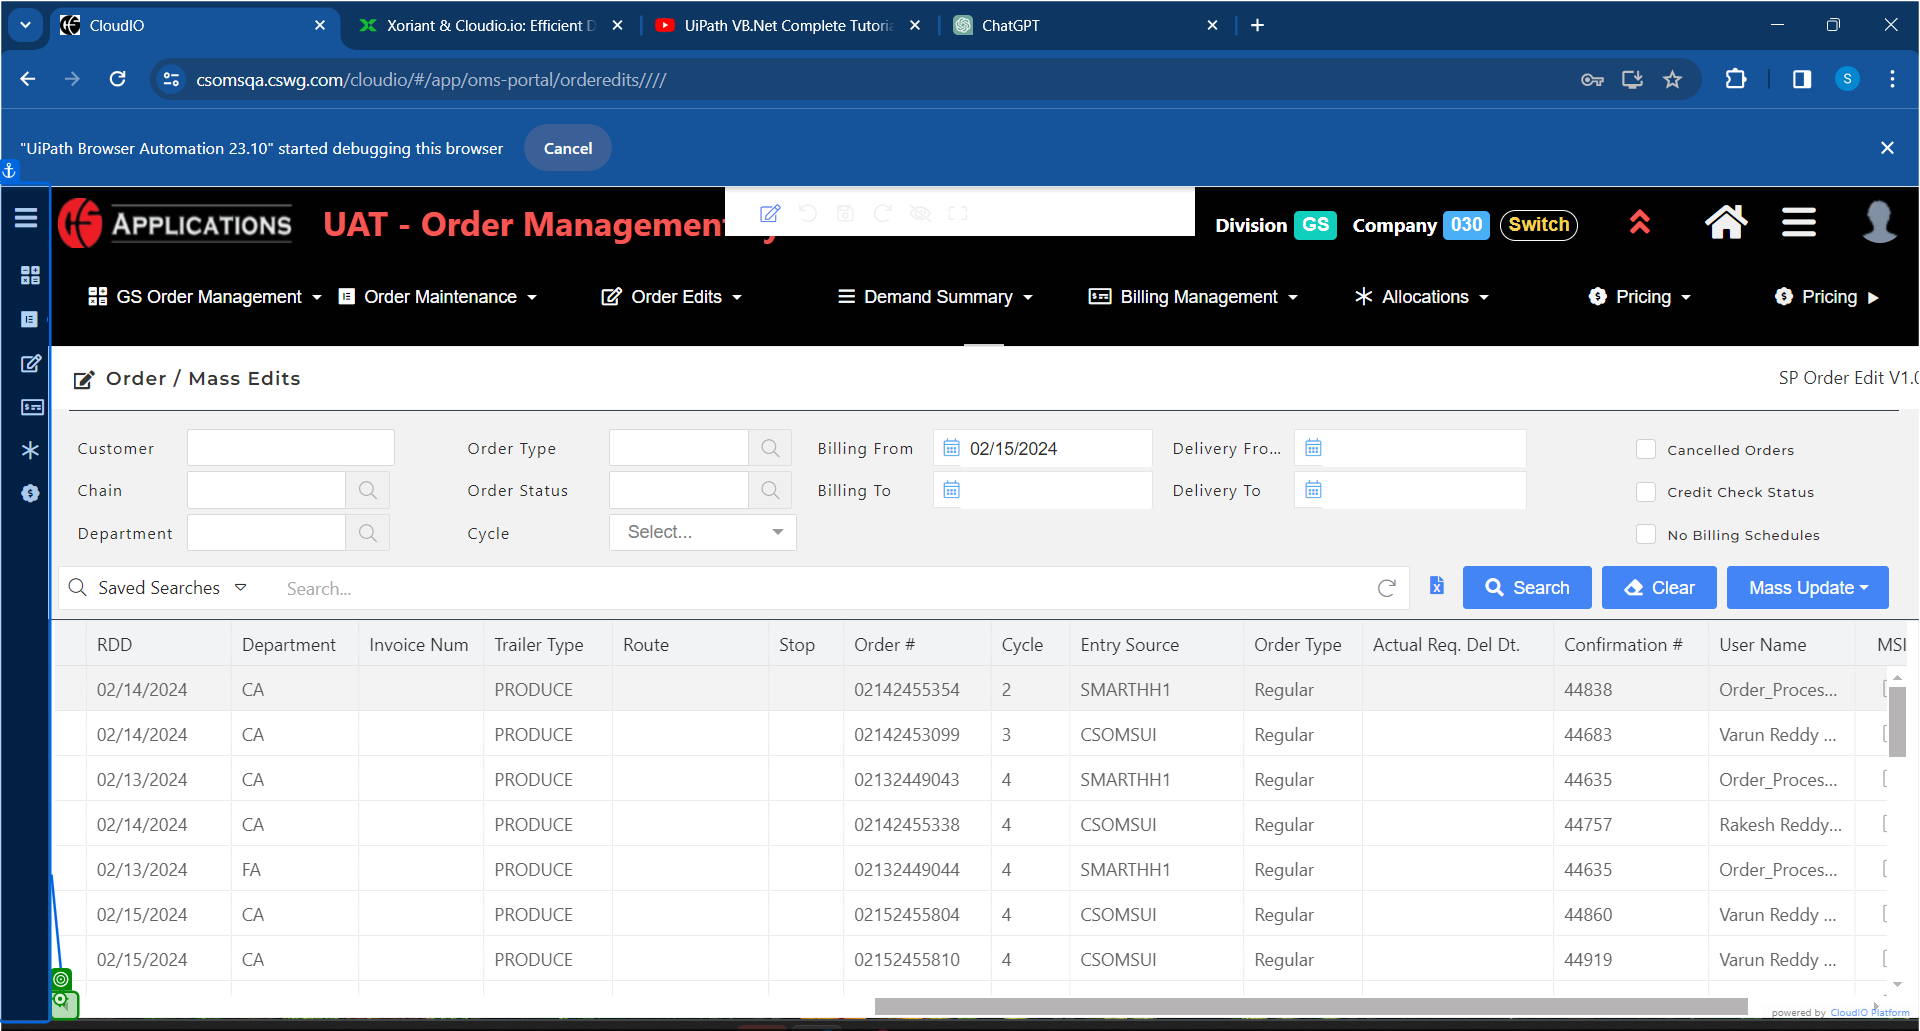 CloudIO
Xoriant & Cloudio.io: Efficient D
UiPath VB.Net Complete Tutoria
ChatGPT
csomsqa.cswg.com/cloudio/#/app/oms-portal/orderedits////
S
"UiPath Browser Automation 23.10" started debugging this browser
Cancel
APPLICATIONS
UAT - Order Management
Division GS Company 030 Switch
GS Order Management
Order Maintenance
Order Edits
Demand Summary
Billing Management
Allocations
Pricing
Pricing
Order / Mass Edits
SP Order Edit V1.0
Customer
Order Type
Billing From 02/15/2024
Delivery Fro...
Cancelled Orders
Chain
Order Status
Billing To
Delivery To
Credit Check Status
Department
Cycle Select...
No Billing Schedules
Saved Searches Search...
Search
Clear
Mass Update
RDD Department Invoice Num Trailer Type Route Stop Order # Cycle Entry Source Order Type Actual Req. Del Dt. Confirmation # User Name MSI
02/14/2024 CA PRODUCE 02142455354 2 SMARTHH1 Regular 44838 Order_Proces...
02/14/2024 CA PRODUCE 02142453099 3 CSOMSUI Regular 44683 Varun Reddy ...
02/13/2024 CA PRODUCE 02132449043 4 SMARTHH1 Regular 44635 Order_Proces...
02/14/2024 CA PRODUCE 02142455338 4 CSOMSUI Regular 44757 Rakesh Reddy...
02/13/2024 FA PRODUCE 02132449044 4 SMARTHH1 Regular 44635 Order_Proces...
02/15/2024 CA PRODUCE 02152455804 4 CSOMSUI Regular 44860 Varun Reddy ...
02/15/2024 CA PRODUCE 02152455810 4 CSOMSUI Regular 44919 Varun Reddy ...
powered by CloudIO Platform